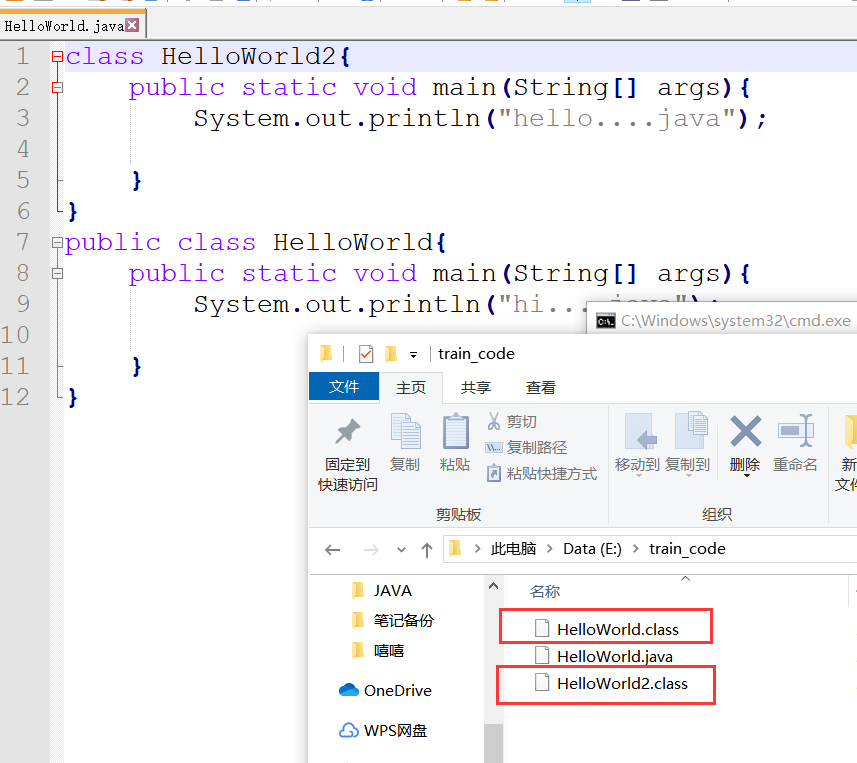 HelloWorld.java
1 class HelloWorld2{
2 public static void main(String[] args){
3 System.out.println("hello....java");
4
5 }
6 }
7 public class HelloWorld{
8 public static void main(String[] args){
9 System.out.println("hi....java");
10
11 }
12 }
C:\Windows\system32\cmd.exe
train_code
文件 主页 共享 查看
固定到
快速访问
复制
粘贴
剪切
复制路径
粘贴快捷方式
剪贴板
移动到 复制到 删除 重命名
组织
新
文件
此电脑 > Data (E:) > train_code
JAVA
笔记备份
嘻嘻
OneDrive
WPS网盘
名称
HelloWorld.class
HelloWorld.java
HelloWorld2.class